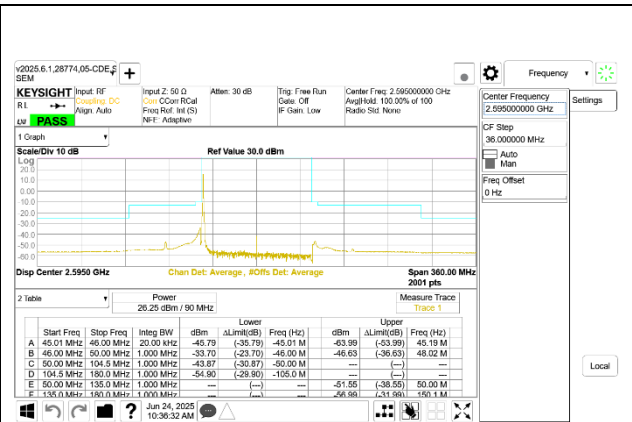 v2025.6.1,28774,05-CDE,S
SEM
+
Frequency
KEYSIGHT
R L
PASS
Input: RF
Coupling: DC
Align: Auto
Input Z: 50 Ω
Corr CCorr RCal
Freq Ref: Int (S)
NFE: Adaptive
Atten: 30 dB
Trig: Free Run
Gate: Off
IF Gain: Low
Center Freq: 2.595000000 GHz
Avg|Hold: 100.00% of 100
Radio Std: None
Center Frequency
2.595000000 GHz
Settings
CF Step
36.000000 MHz
Auto
Man
Freq Offset
0 Hz
1 Graph
Scale/Div 10 dB
Ref Value 30.0 dBm
Log
20.0
10.0
0.00
-10.0
-20.0
-30.0
-40.0
-50.0
-60.0
Disp Center 2.5950 GHz
Chan Det: Average, #Offs Det: Average
Span 360.00 MHz
2001 pts
2 Table
Power
26.25 dBm / 90 MHz
Measure Trace
Trace 1
Lower Upper
Start Freq Stop Freq Integ BW dBm ΔLimit(dB) Freq (Hz) dBm ΔLimit(dB) Freq (Hz)
A 45.01 MHz 46.00 MHz 20.00 kHz -45.79 (-35.79) -45.01 M -63.99 (-53.99) 45.19 M
B 46.00 MHz 50.00 MHz 1.000 MHz -33.70 (-23.70) -46.00 M -46.63 (-36.63) 48.02 M
C 50.00 MHz 104.5 MHz 1.000 MHz -43.87 (-30.87) -50.00 M --- (---) ---
D 104.5 MHz 180.0 MHz 1.000 MHz -54.90 (-29.90) -105.0 M --- (---) ---
E 50.00 MHz 135.0 MHz 1.000 MHz --- (---) --- -51.55 (-38.55) 50.00 M
F 135.0 MHz 180.0 MHz 1.000 MHz --- (---) --- -56.99 (-31.99) 150.1 M
Local
?
Jun 24, 2025
10:36:32 AM